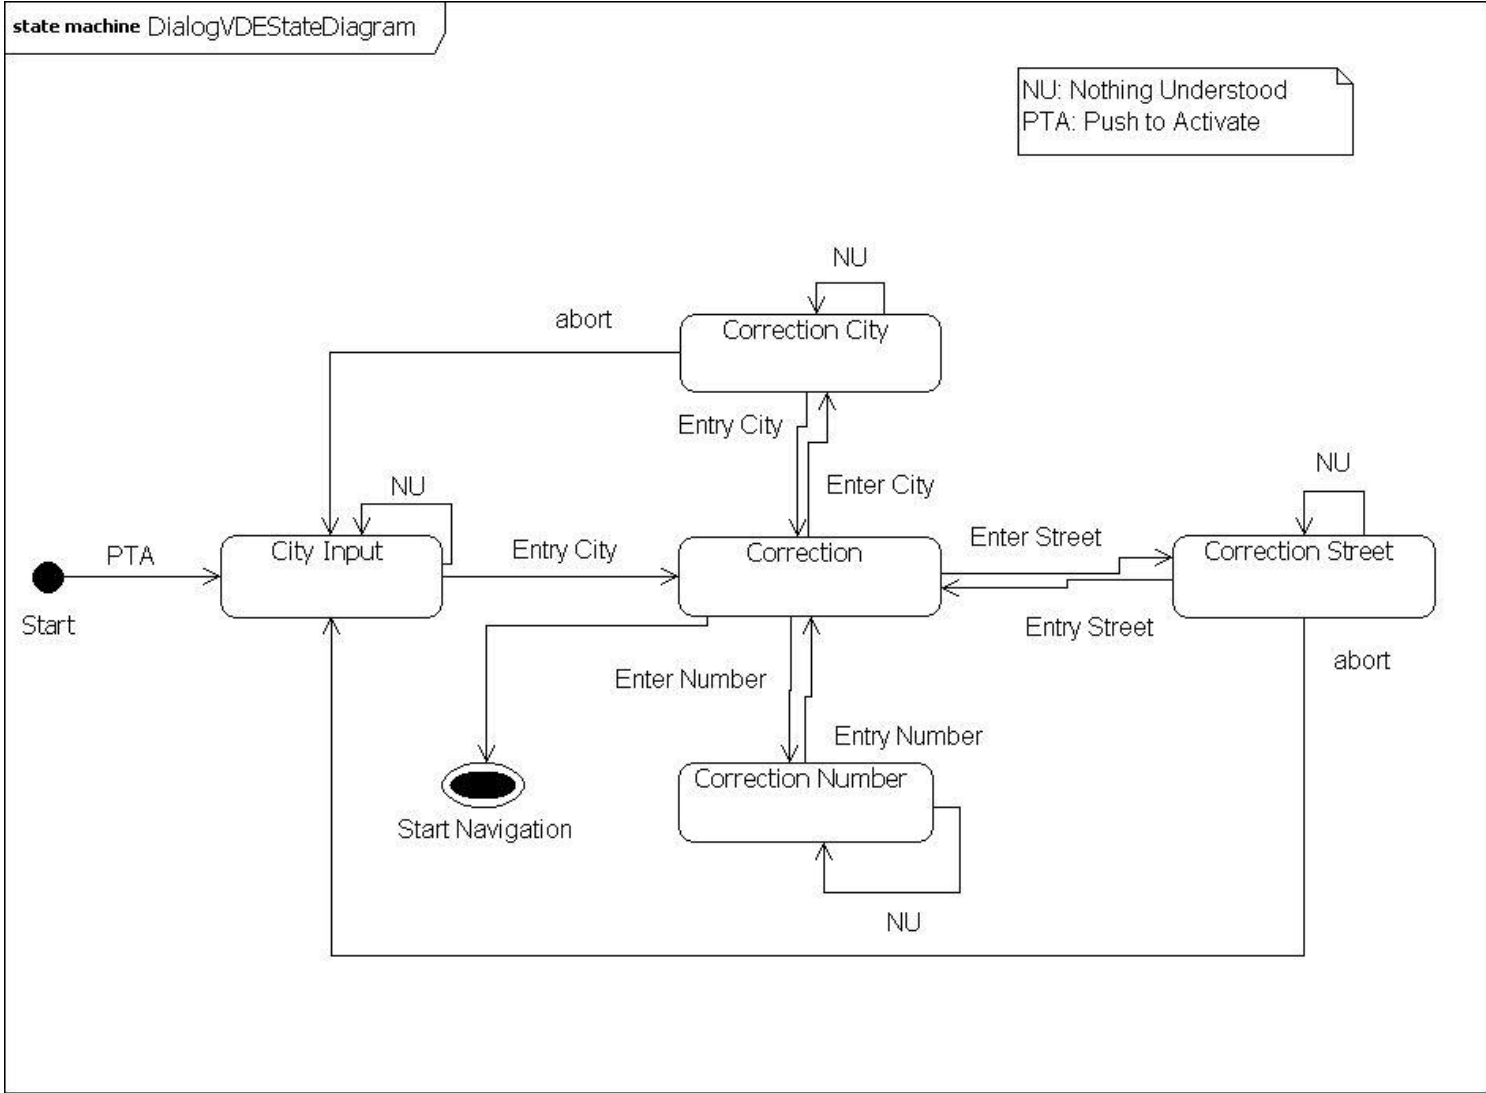 state machine DialogVDEStateDiagram
NU: Nothing Understood
PTA: Push to Activate
NU
abort
Correction City
Entry City
Enter City
NU
NU
PTA
City Input
Entry City
Correction
Enter Street
Correction Street
Start
Entry Street
abort
Enter Number
Entry Number
Correction Number
Start Navigation
NU